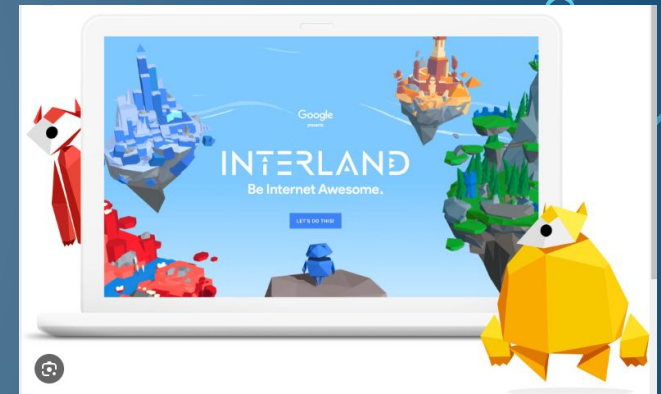 Google
presents
INTERLAND
Be Internet Awesome.
LET'S DO THIS!